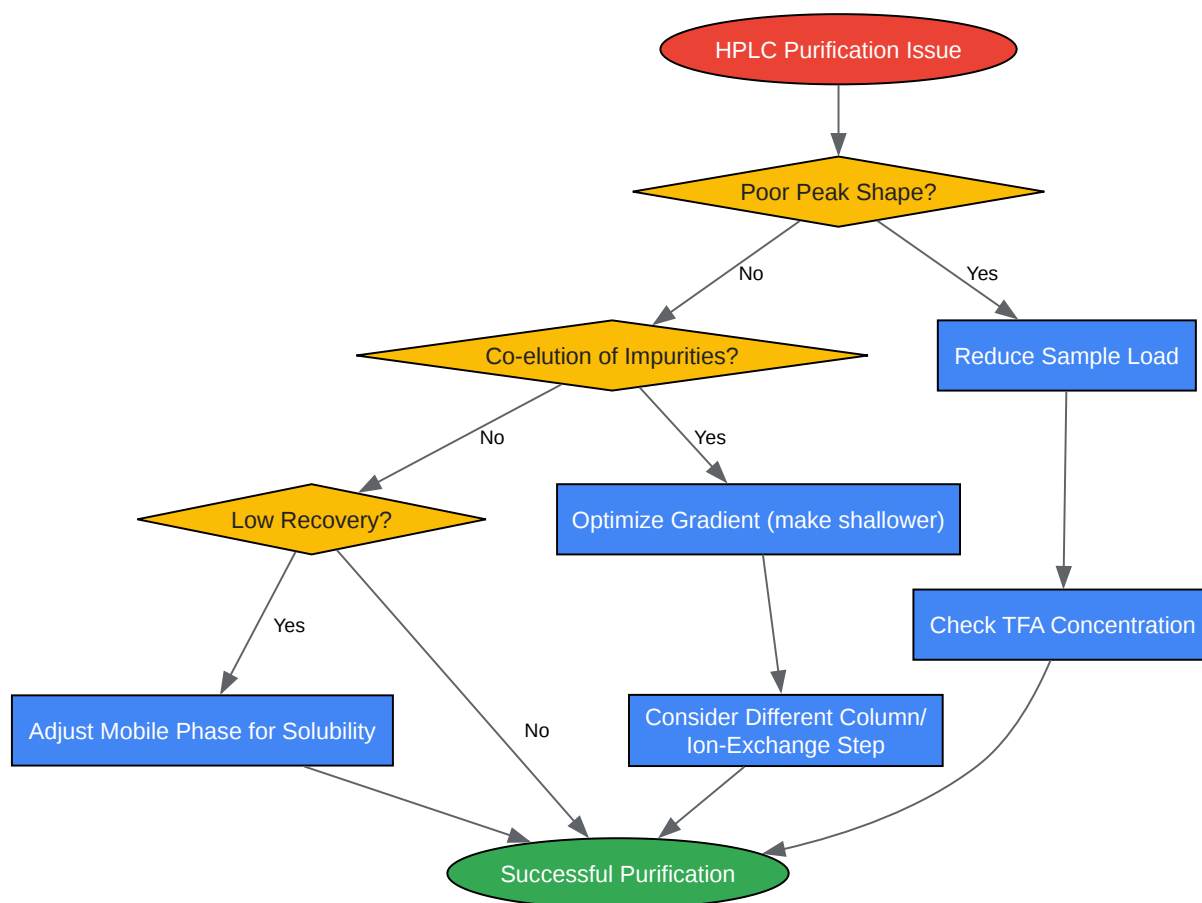 HPLC Purification Issue
Poor Peak Shape?
No
Yes
Co-elution of Impurities?
Reduce Sample Load
No
Yes
Low Recovery?
Optimize Gradient (make shallower)
Check TFA Concentration
Yes
No
Adjust Mobile Phase for Solubility
Consider Different Column/
Ion-Exchange Step
Successful Purification